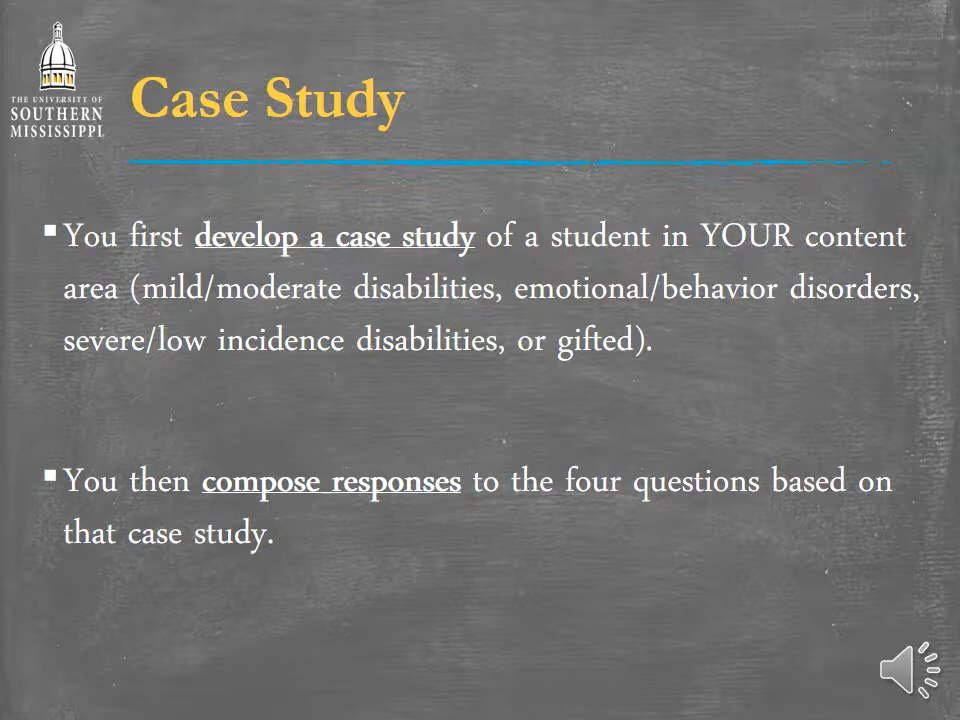 THE UNIVERSITY OF
SOUTHERN
MISSISSIPPI
Case Study
▪ You first develop a case study of a student in YOUR content
area (mild/moderate disabilities, emotional/behavior disorders,
severe/low incidence disabilities, or gifted).
▪ You then compose responses to the four questions based on
that case study.